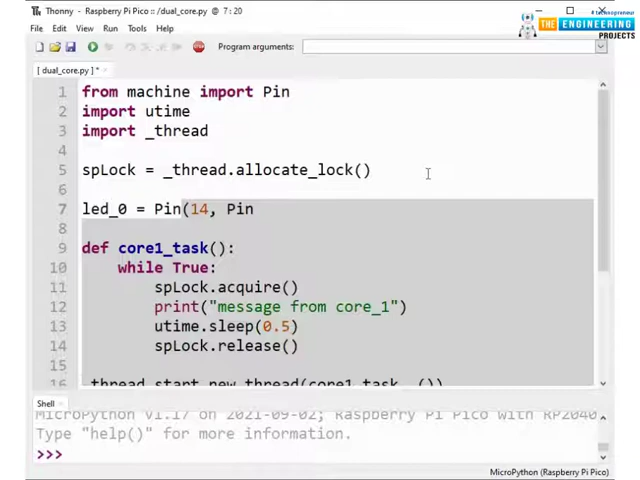 Thonny - Raspberry Pi Pico :: /dual_core.py @ 7:20
File Edit View Run Tools Help
THE ENGINEERING
PROJECTS
Program arguments:
[ dual_core.py ] *
1 from machine import Pin
2 import utime
3 import _thread
4
5 spLock = _thread.allocate_lock()
6
7 led_0 = Pin(14, Pin
8
9 def core1_task():
10 while True:
11 spLock.acquire()
12 print("message from core_1")
13 utime.sleep(0.5)
14 spLock.release()
15
16 _thread.start_new_thread(core1_task, ())
Shell
MicroPython v1.17 on 2021-09-02; Raspberry Pi Pico with RP2040
Type "help()" for more information.
>>>
MicroPython (Raspberry Pi Pico)